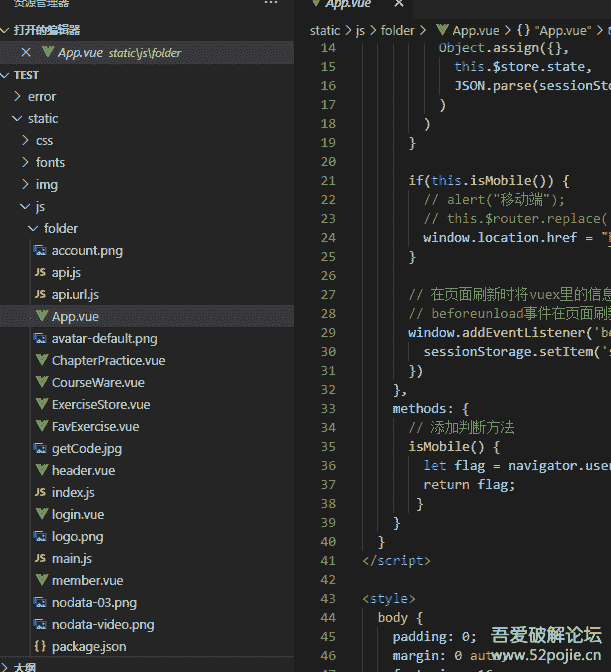 资源管理器 ...
打开的编辑器
App.vue static\js\folder
TEST
error
static
css
fonts
img
js
folder
account.png
JS api.js
JS api.url.js
App.vue
avatar-default.png
ChapterPractice.vue
CourseWare.vue
ExerciseStore.vue
FavExercise.vue
getCode.jpg
header.vue
JS index.js
login.vue
logo.png
JS main.js
member.vue
nodata-03.png
nodata-video.png
{} package.json
大纲
App.vue
static > js > folder > App.vue > {} "App.vue" >
14 Object.assign({},
15 this.$store.state,
16 JSON.parse(sessionSto
17 )
18 )
19 }
20
21 if(this.isMobile()) {
22 // alert("移动端");
23 // this.$router.replace(
24 window.location.href = "
25 }
26
27 // 在页面刷新时将vuex里的信息
28 // beforeunload事件在页面刷
29 window.addEventListener('be
30 sessionStorage.setItem('s
31 })
32 },
33 methods: {
34 // 添加判断方法
35 isMobile() {
36 let flag = navigator.user
37 return flag;
38 }
39 }
40 }
41 </script>
42
43 <style>
44 body {
45 padding: 0;
46 margin: 0 auto
吾爱破解论坛
www.52pojie.cn